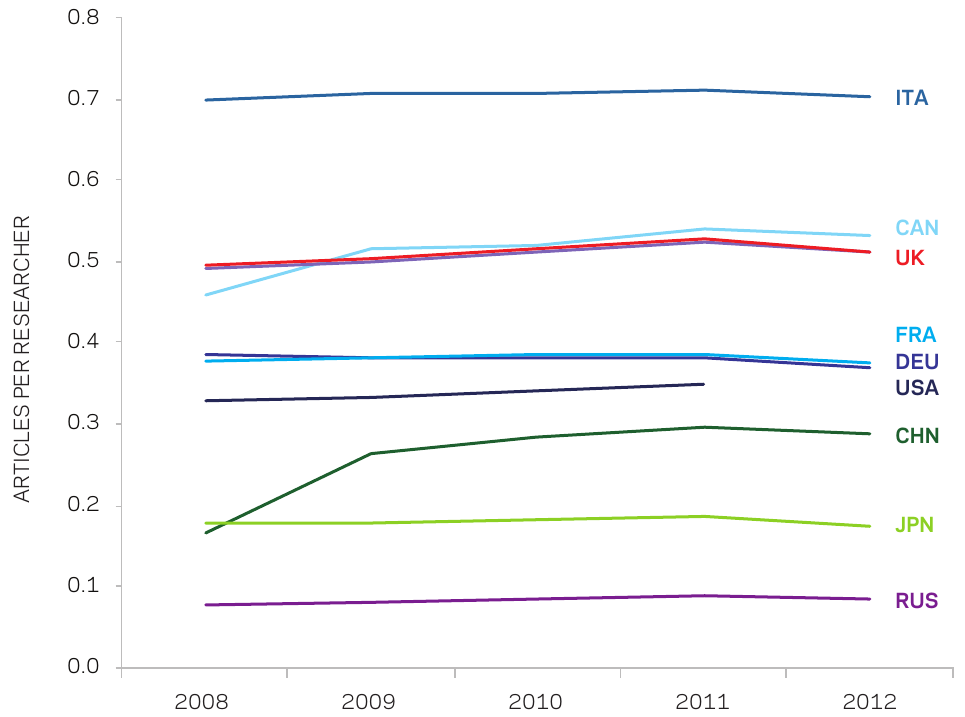 0.8
0.7
0.6
0.5
0.4
0.3
0.2
0.1
0.0
ARTICLES PER RESEARCHER
ITA
CAN
UK
FRA
DEU
USA
CHN
JPN
RUS
2008 2009 2010 2011 2012